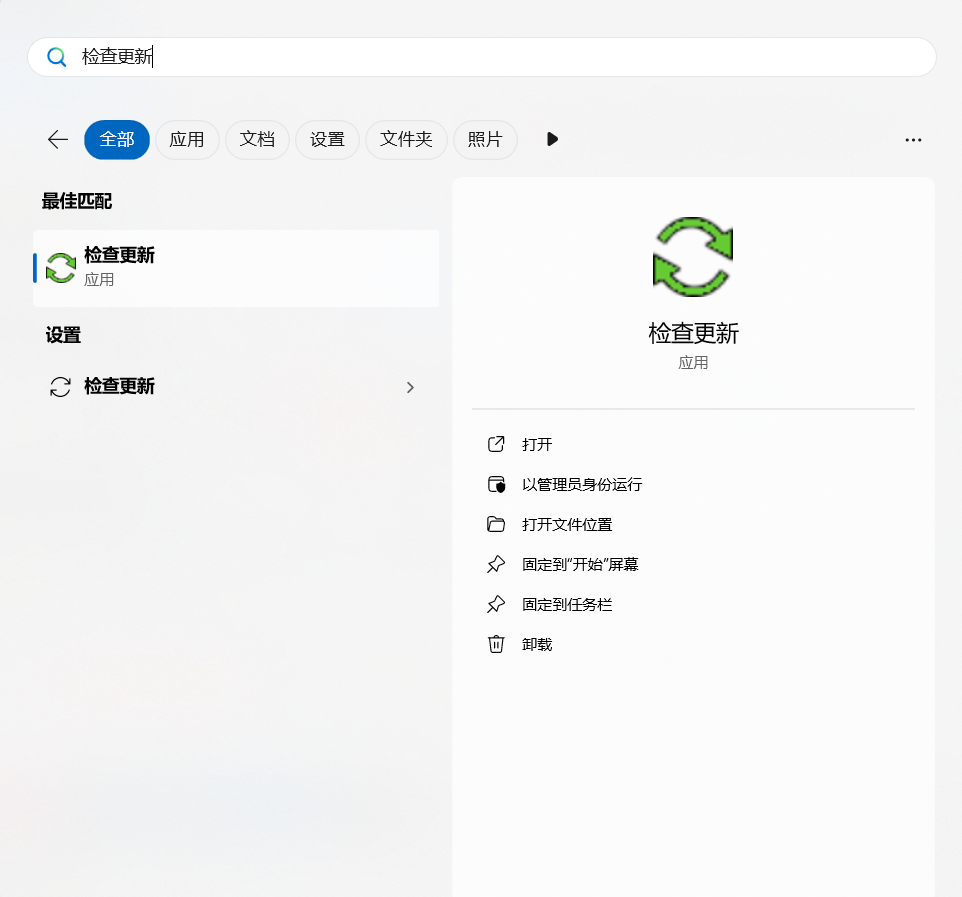 检查更新
全部 应用 文档 设置 文件夹 照片
最佳匹配
检查更新
应用
设置
检查更新
检查更新
应用
打开
以管理员身份运行
打开文件位置
固定到"开始"屏幕
固定到任务栏
卸载